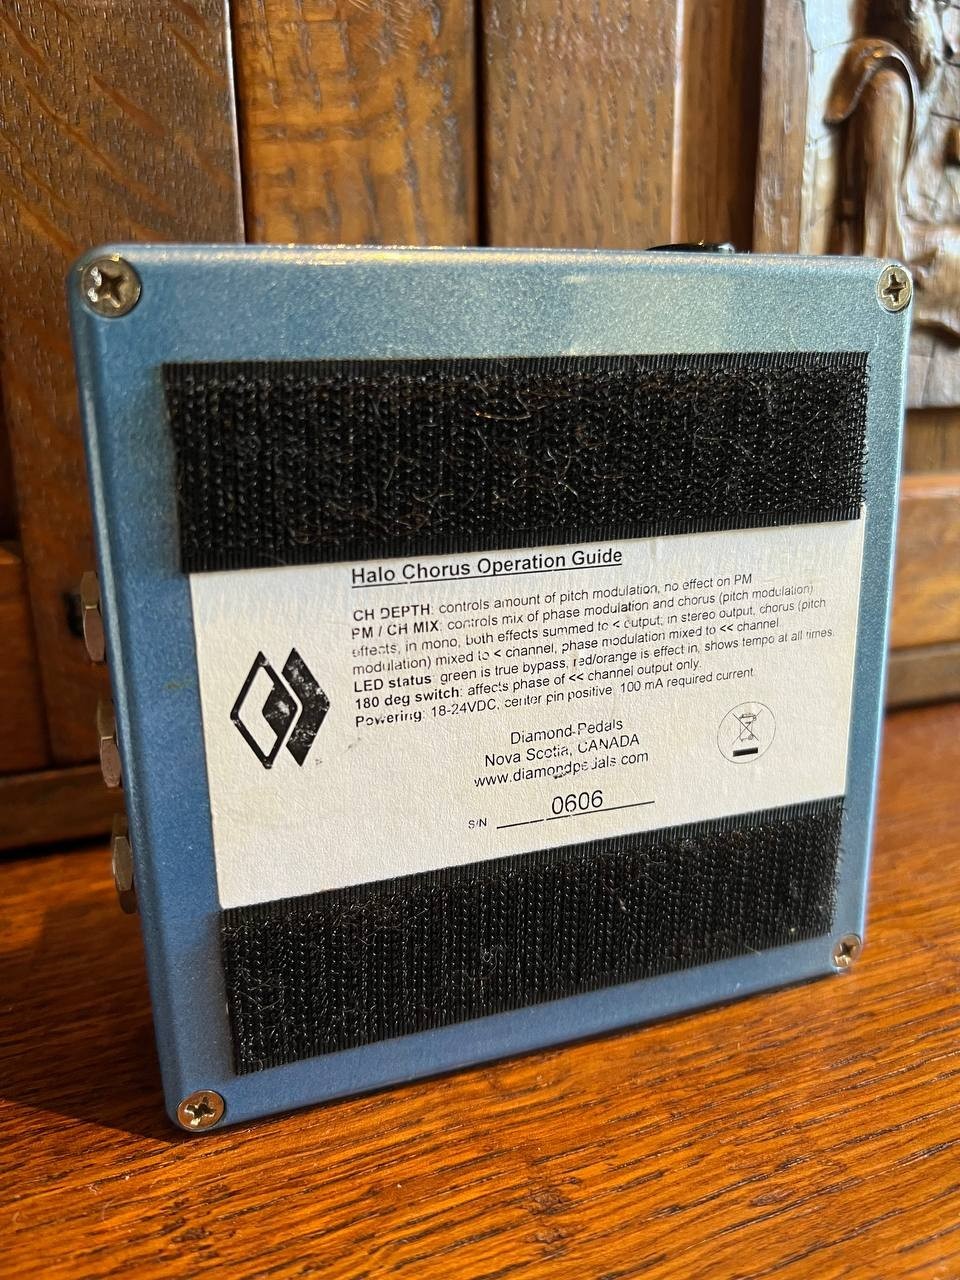 Halo Chorus Operation Guide
CH DEPTH: controls amount of pitch modulation, no effect on PM
PM / CH MIX: controls mix of phase modulation and chorus (pitch modulation)
effects, in mono, both effects summed to < output, in stereo output, chorus (pitch
modulation) mixed to < channel, phase modulation mixed to << channel.
LED status: green is true bypass, red/orange is effect in, shows tempo at all times.
180 deg switch: affects phase of << channel output only.
Powering: 18-24VDC, center pin positive, 100 mA required current.
Diamond-Pedals
Nova Scotia, CANADA
www.diamondpedals.com
S/N 0606